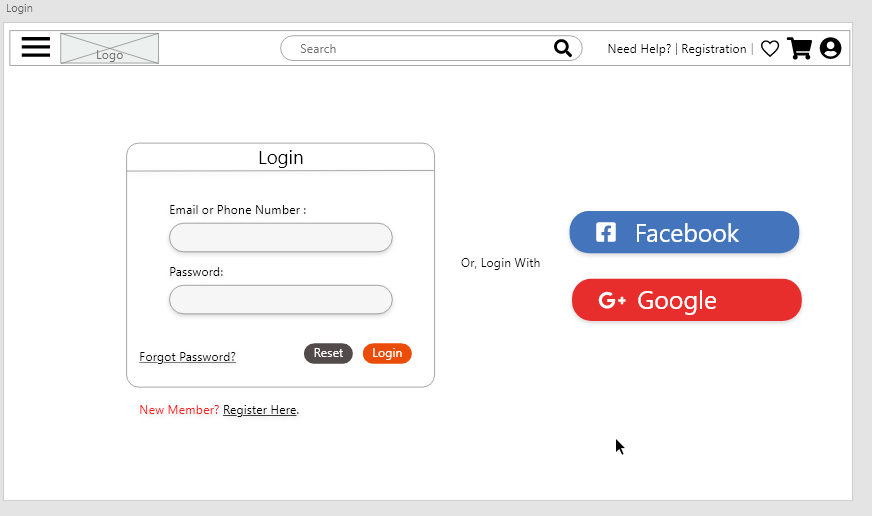 Login
Logo
Search
Need Help? | Registration |
Login
Email or Phone Number :
Password:
Forgot Password?
Reset
Login
New Member? Register Here.
Or, Login With
Facebook
G+ Google